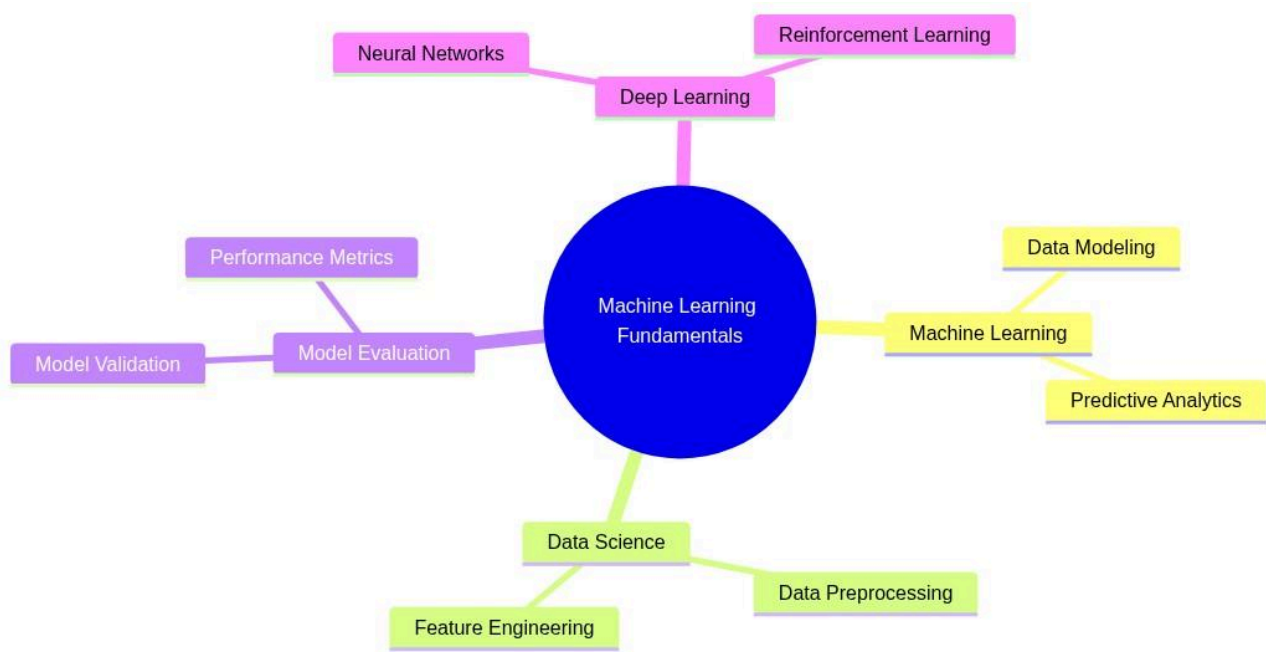 Reinforcement Learning
Neural Networks
Deep Learning
Data Modeling
Performance Metrics
Machine Learning
Fundamentals
Machine Learning
Model Evaluation
Model Validation
Predictive Analytics
Data Science
Data Preprocessing
Feature Engineering